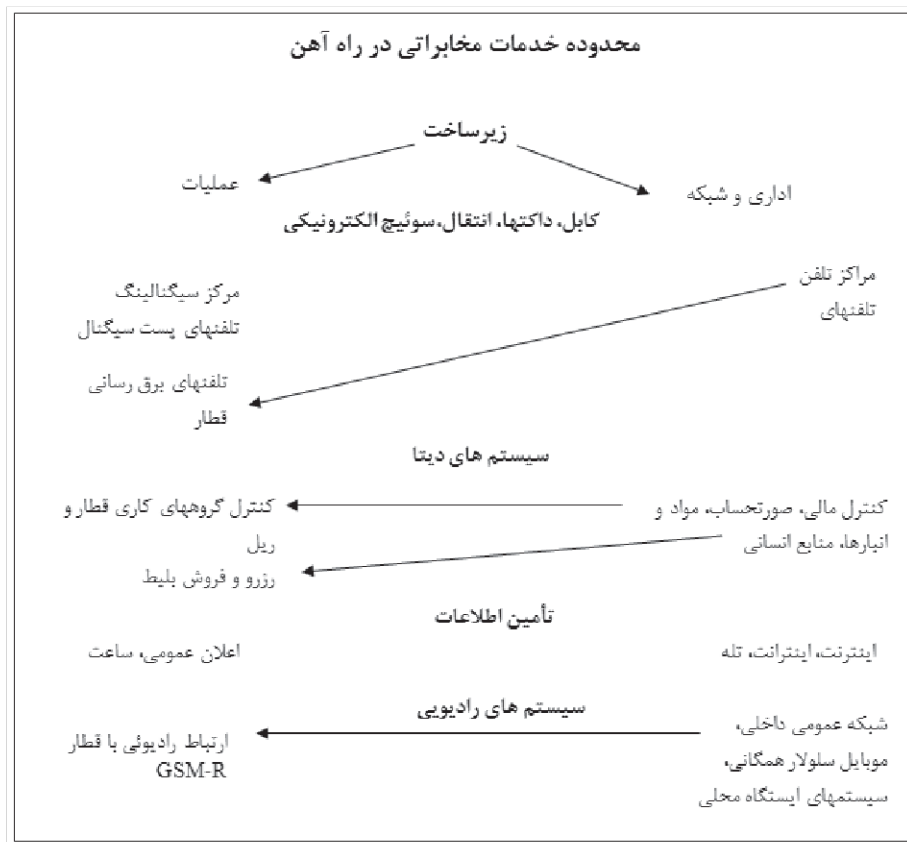 محدوده خدمات مخابراتی در راه آهن
زیرساخت
اداری و شبکه
عملیات
کابل، داکتها، انتقال، سوئیچ الکترونیکی
مراکز تلفن
تلفنهای
مرکز سیگنالینگ
تلفنهای پست سیگنال
تلفنهای برق رسانی
قطار
سیستم های دیتا
کنترل مالی، صورتحساب، مواد و
انبارها، منابع انسانی
کنترل گروههای کاری قطار و
ریل
رزرو و فروش بلیط
تأمین اطلاعات
اینترنت، اینترانت، تله
اعلان عمومی، ساعت
سیستم های رادیویی
شبکه عمومی داخلی،
موبایل سلولار همگانی،
سیستمهای ایستگاه محلی
ارتباط رادیوئی با قطار
GSM-R